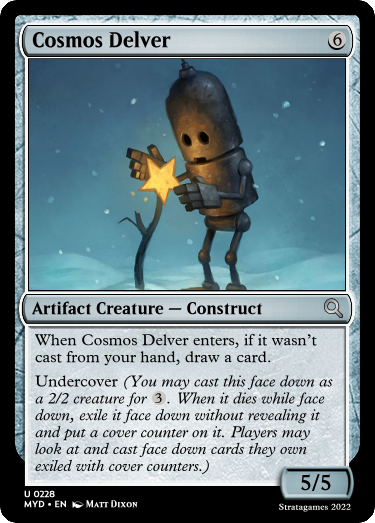 Cosmos Delver 6
Artifact Creature — Construct
When Cosmos Delver enters, if it wasn't
cast from your hand, draw a card.
Undercover (You may cast this face down as
a 2/2 creature for 3. When it dies while face
down, exile it face down without revealing it
and put a cover counter on it. Players may
look at and cast face down cards they own
exiled with cover counters.)
5/5
U 0228
MYD • EN Matt Dixon
Stratagames 2022